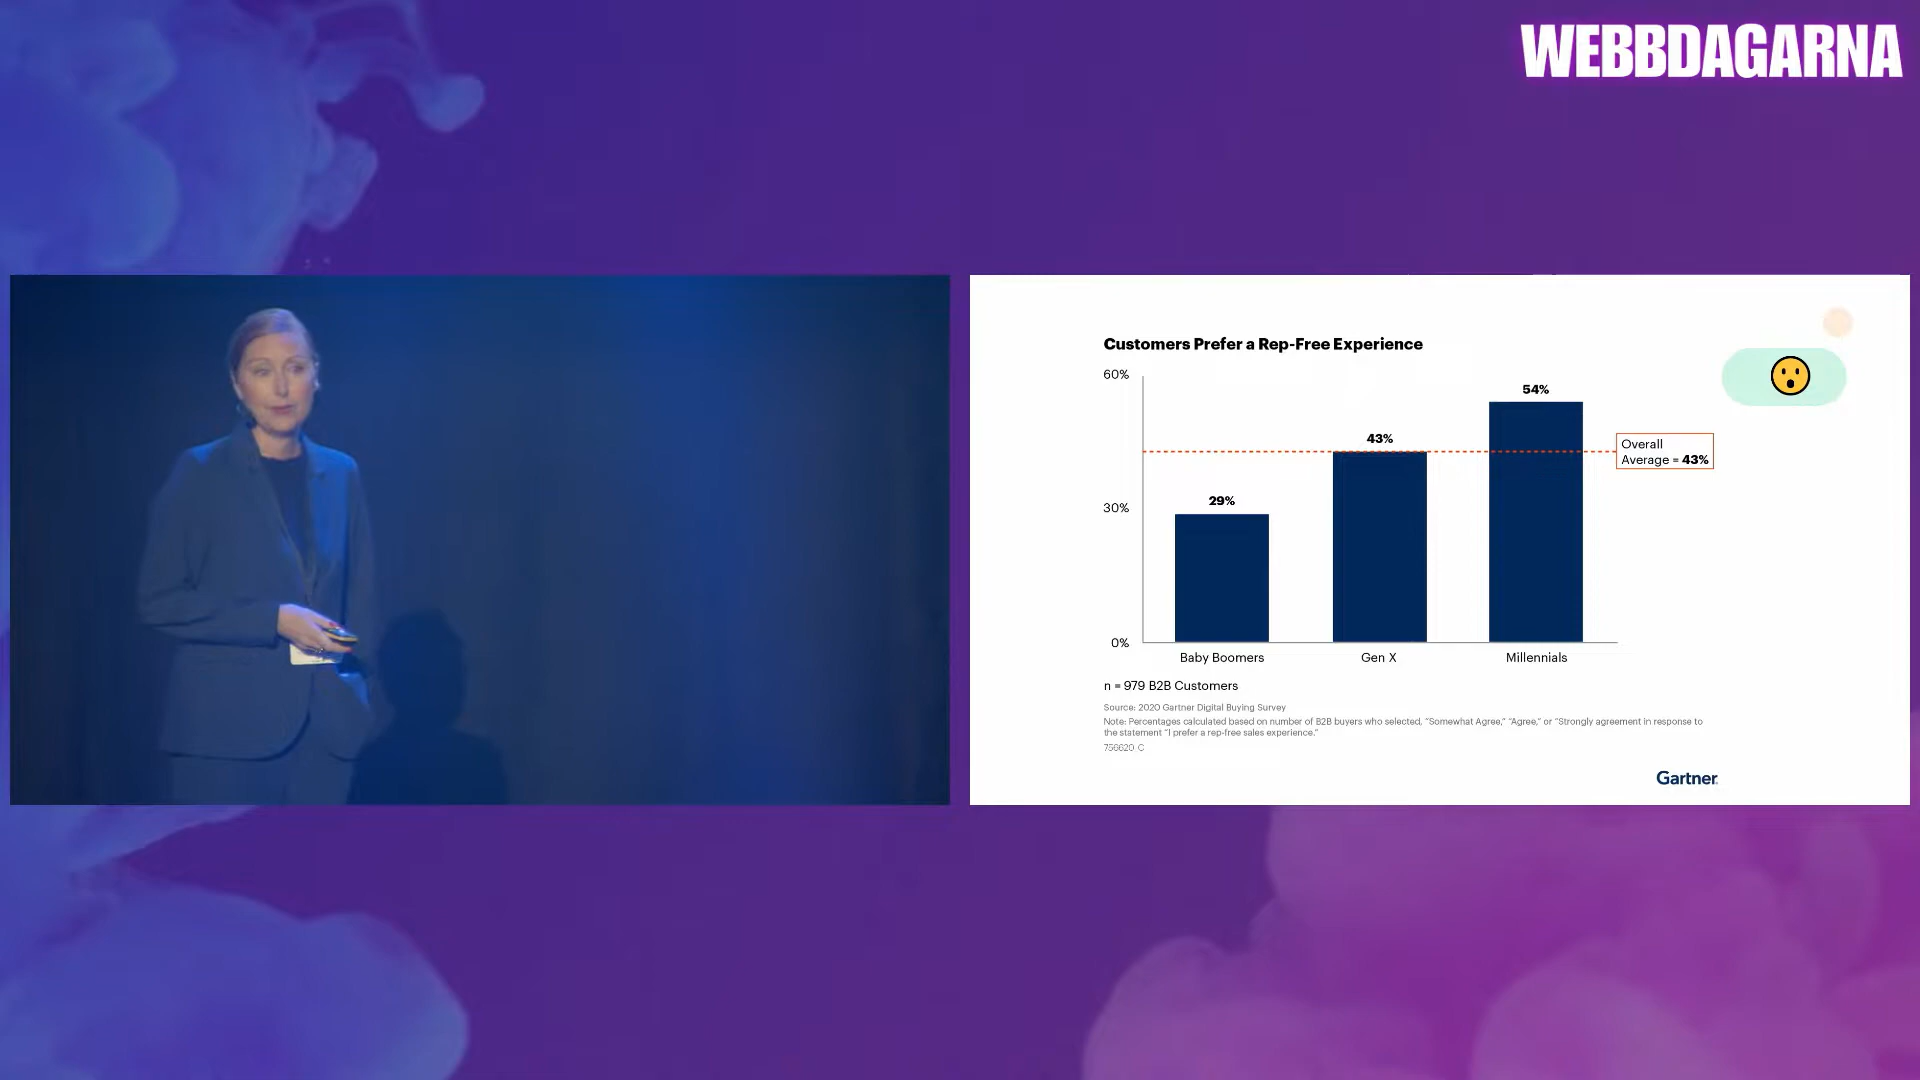 WEBBDAGARNA
Customers Prefer a Rep-Free Experience
60%
54%
43%
Overall
Average = 43%
29%
30%
0%
Baby Boomers
Gen X
Millennials
n = 979 B2B Customers
Source: 2020 Gartner Digital Buying Survey
Note: Percentages calculated based on number of B2B buyers who selected, “Somewhat Agree,” “Agree,” or “Strongly agreement in response to
the statement “I prefer a rep-free sales experience.”
756620_C
Gartner